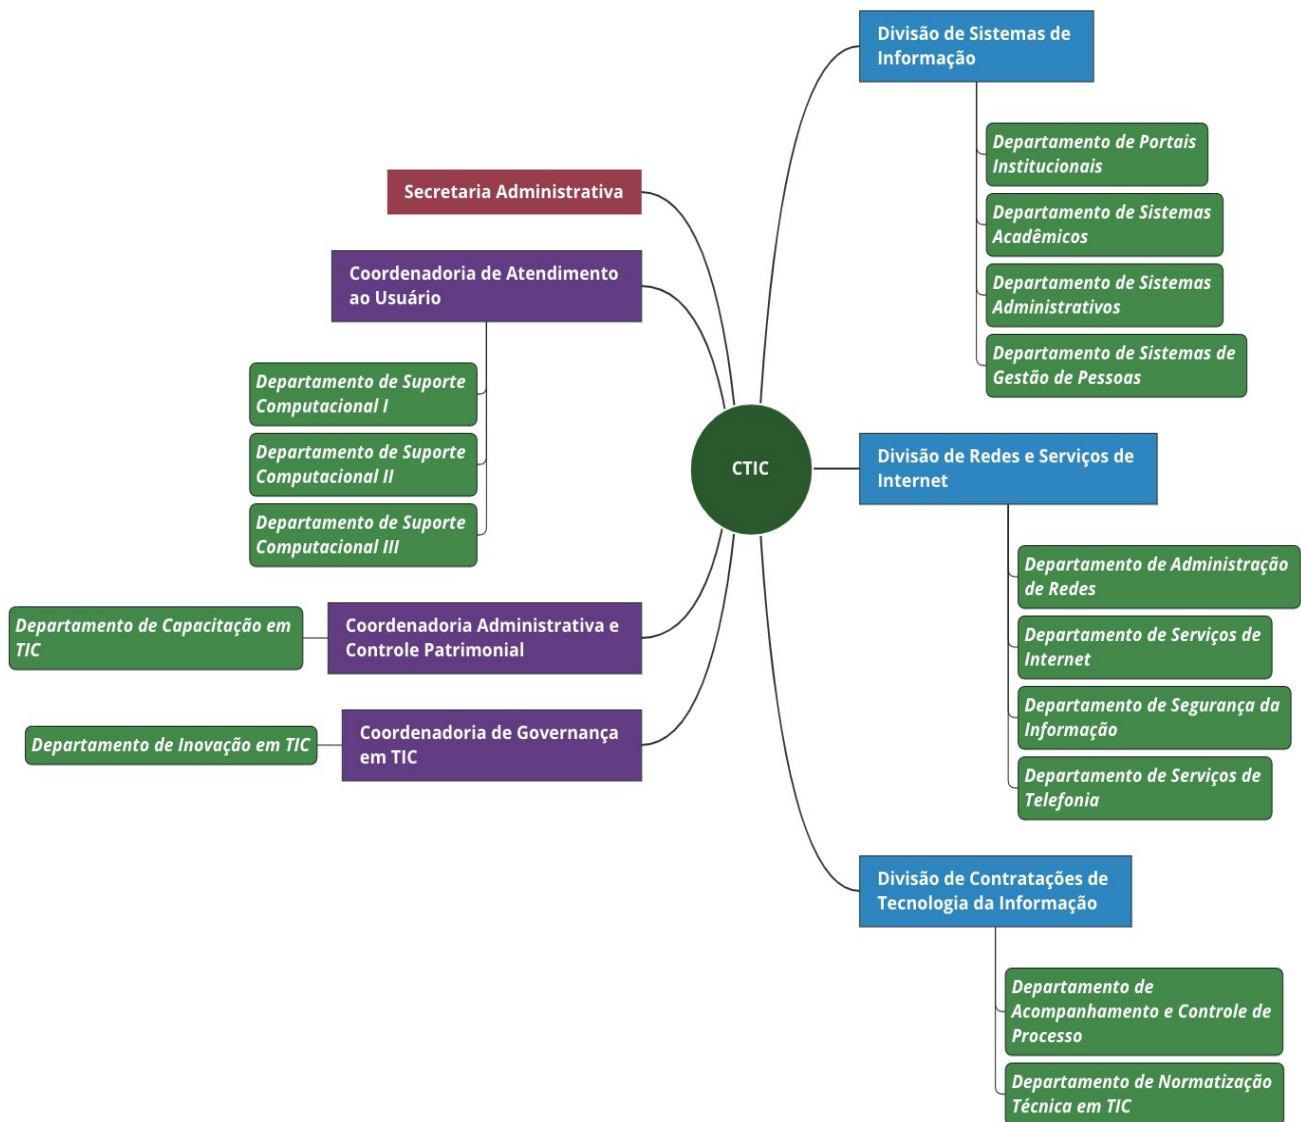 Divisão de Sistemas de
Informação
Departamento de Portais
Institucionais
Departamento de Sistemas
Acadêmicos
Departamento de Sistemas
Administrativos
Departamento de Sistemas de
Gestão de Pessoas
Secretaria Administrativa
Coordenadoria de Atendimento
ao Usuário
Departamento de Suporte
Computacional I
Departamento de Suporte
Computacional II
Departamento de Suporte
Computacional III
CTIC
Divisão de Redes e Serviços de
Internet
Departamento de Administração
de Redes
Departamento de Serviços de
Internet
Departamento de Segurança da
Informação
Departamento de Serviços de
Telefonia
Coordenadoria Administrativa e
Controle Patrimonial
Departamento de Capacitação em
TIC
Coordenadoria de Governança
em TIC
Departamento de Inovação em TIC
Divisão de Contratações de
Tecnologia da Informação
Departamento de
Acompanhamento e Controle de
Processo
Departamento de Normatização
Técnica em TIC